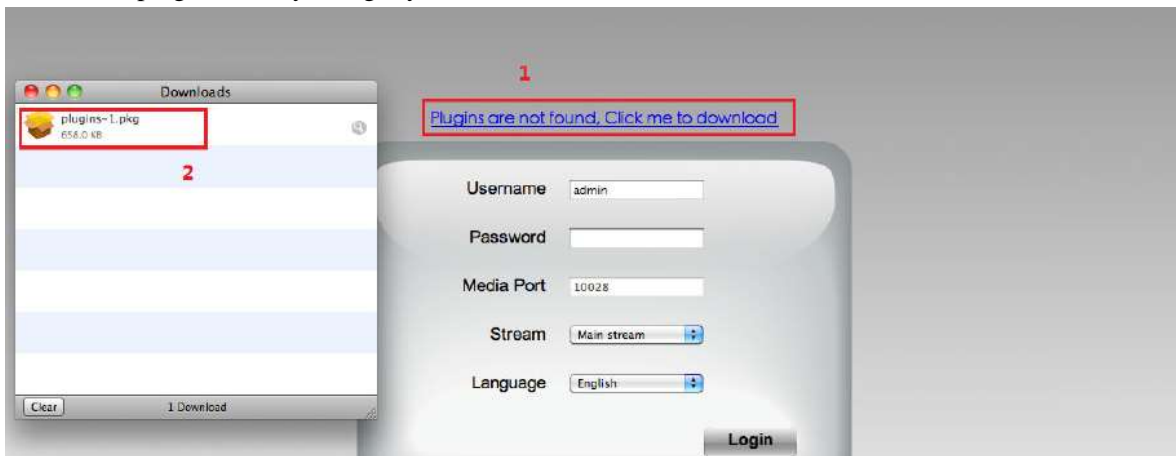 1
Downloads
plugins-1.pkg
658.0 KB
Plugins are not found, Click me to download
2
Username admin
Password
Media Port 10028
Stream Main stream
Language English
Clear 1 Download
Login